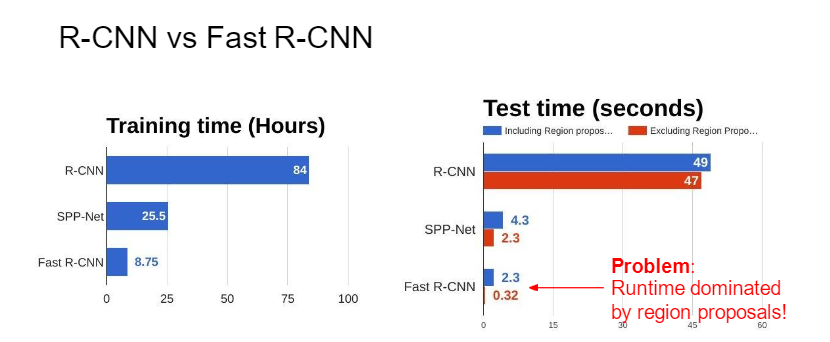 R-CNN vs Fast R-CNN
Training time (Hours)
R-CNN
84
SPP-Net
25.5
Fast R-CNN
8.75
0 25 50 75 100
Test time (seconds)
Including Region propos... Excluding Region Propo...
R-CNN
49
47
SPP-Net
4.3
2.3
Fast R-CNN
2.3
0.32
Problem:
Runtime dominated
by region proposals!
0 15 30 45 60